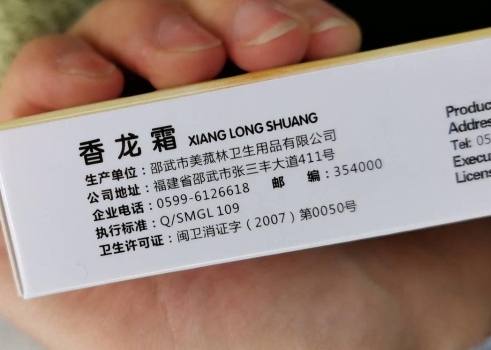 香龙霜 XIANG LONG SHUANG
生产单位：邵武市美菰林卫生用品有限公司
公司地址：福建省邵武市张三丰大道411号
企业电话：0599-6126618 邮 编：354000
执行标准：Q/SMGL 109
卫生许可证：闽卫消证字（2007）第0050号
Produc
Addres
Tel: 05
Execu
Licens